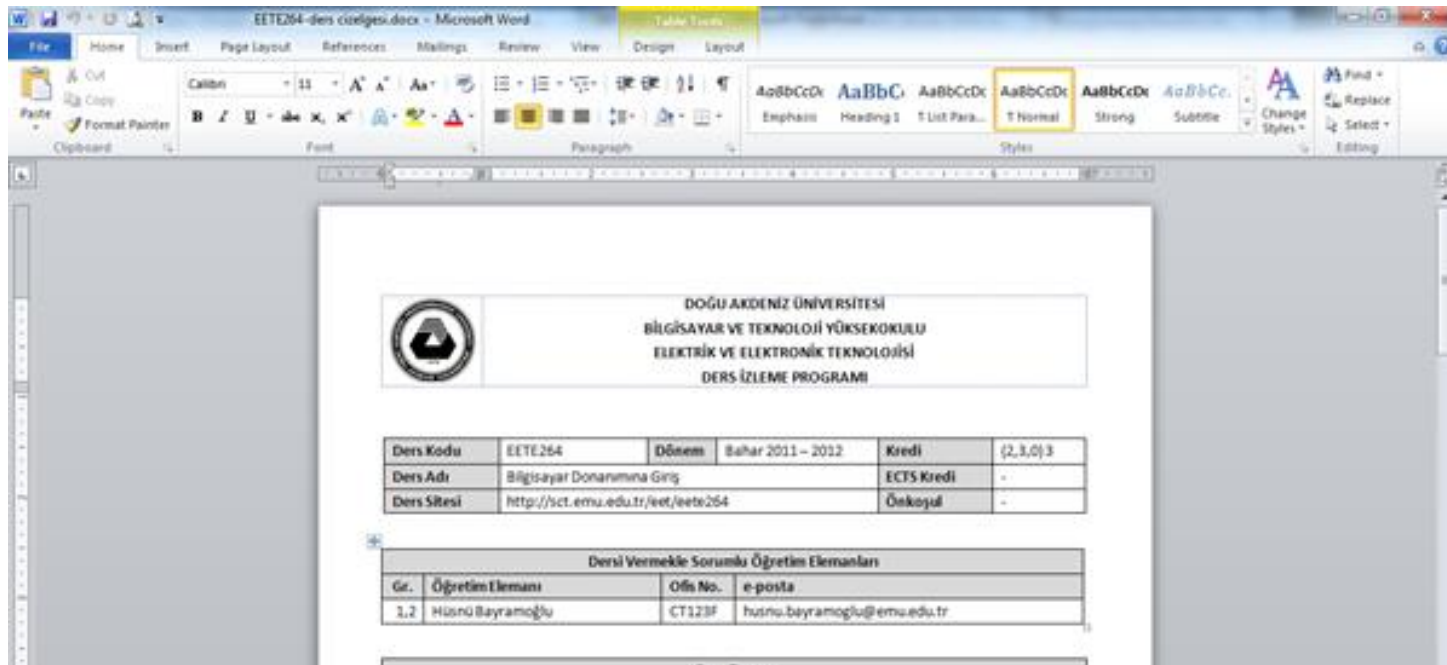 EETE264-ders cizelgesi.docx - Microsoft Word
Table Tools
File Home Insert Page Layout References Mailings Review View Design Layout
Cut
Copy
Paste
Format Painter
Calibri 11
B I U abc
AaBbCcDc AaBbC AaBbCcDc AaBbCcDc AaBbCcDc AaBbCc.
Emphasis Heading 1 ¶ List Para... ¶ Normal Strong Subtitle
Change Styles
Find
Replace
Select
Clipboard Font Paragraph Styles Editing
DOĞU AKDENİZ ÜNİVERSİTESİ
BİLGİSAYAR VE TEKNOLOJİ YÜKSEKOKULU
ELEKTRİK VE ELEKTRONİK TEKNOLOJİSİ
DERS İZLEME PROGRAMI
Ders Kodu EETE264 Dönem Bahar 2011 – 2012 Kredi (2,3,0) 3
Ders Adı Bilgisayar Donanımına Giriş ECTS Kredi -
Ders Sitesi http://sct.emu.edu.tr/eet/eete264 Önkoşul -
Dersi Vermekle Sorumlu Öğretim Elemanları
Gr. Öğretim Elemanı Ofis No. e-posta
1,2 Hüsnü Bayramoğlu CT123F husnu.bayramoglu@emu.edu.tr